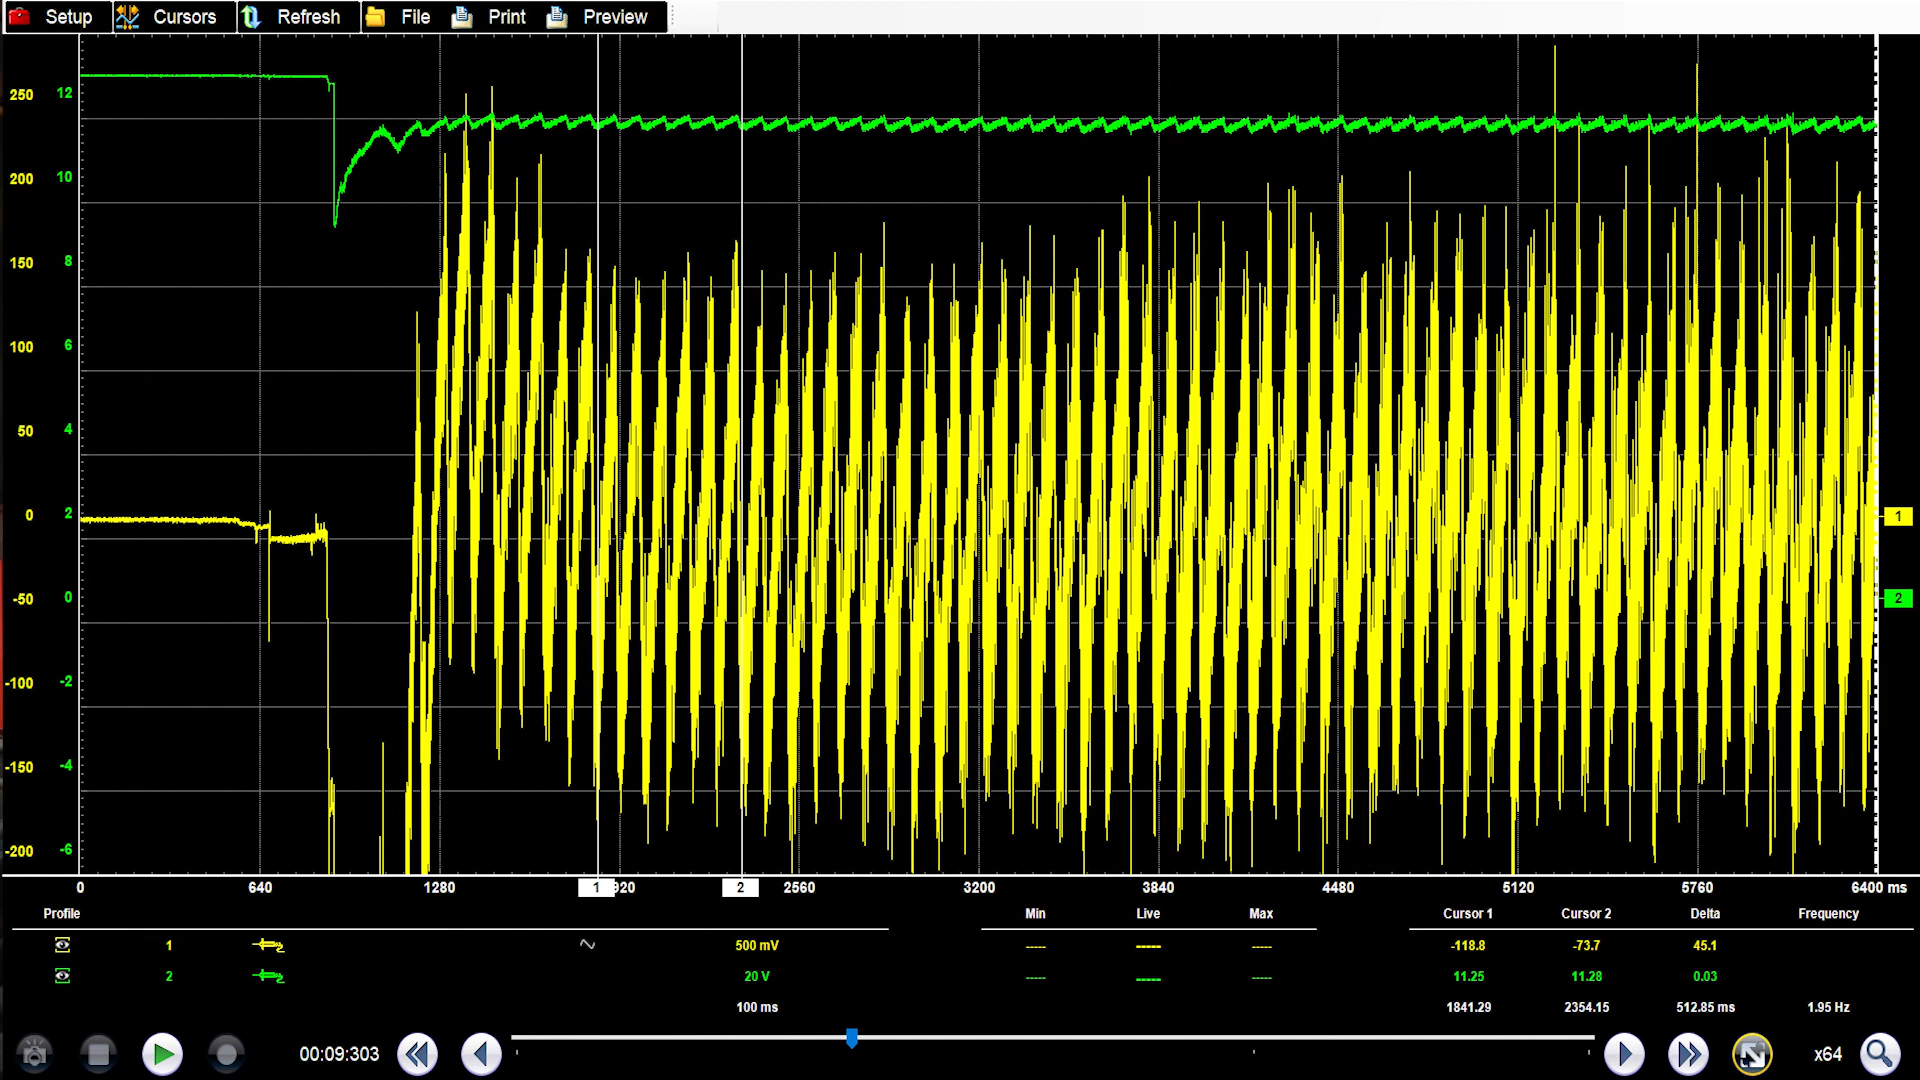 Setup Cursors Refresh File Print Preview
250 12
200 10
150 8
100 6
50 4
0 2
-50 0
-100 -2
-150 -4
-200 -6
1
2
0 640 1280 1 920 2 2560 3200 3840 4480 5120 5760 6400 ms
Profile Min Live Max Cursor 1 Cursor 2 Delta Frequency
1 500 mV ----- ----- ----- -118.8 -73.7 45.1
2 20 V ----- ----- ----- 11.25 11.28 0.03
100 ms 1841.29 2354.15 512.85 ms 1.95 Hz
00:09:303 x64